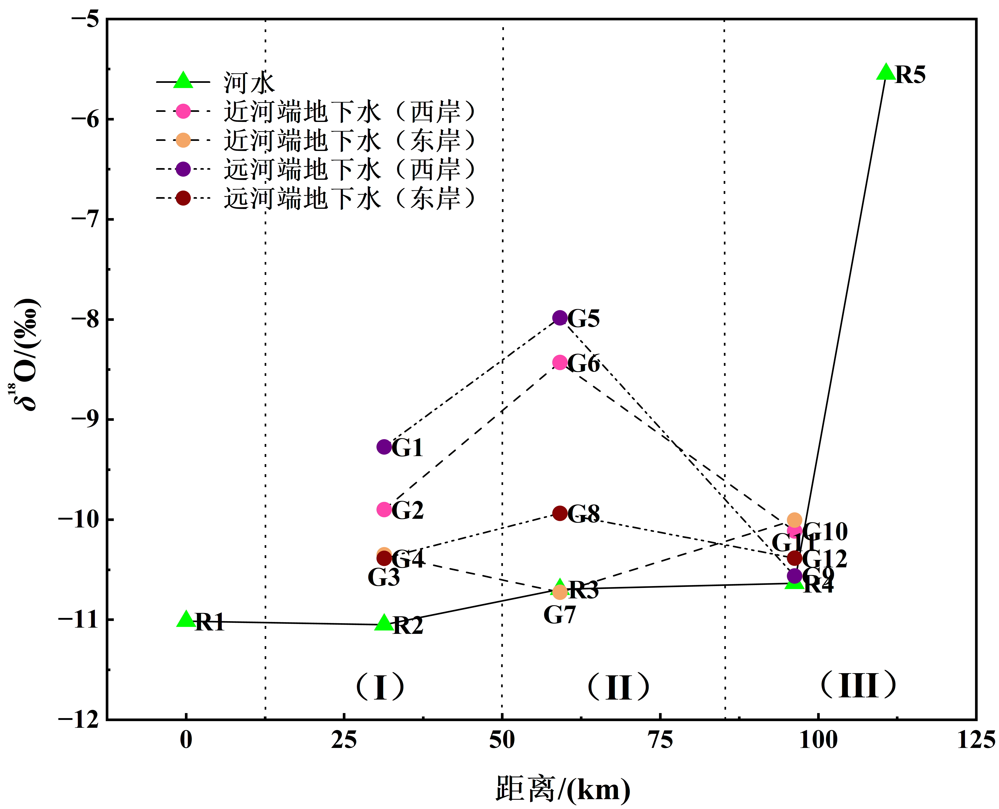 −5
−6
−7
−8
−9
−10
−11
−12
δ¹⁸O/(‰)
河水
近河端地下水（西岸）
近河端地下水（东岸）
远河端地下水（西岸）
远河端地下水（东岸）
R5
G5
G6
G1
G2
G8
G4
G3
G10
G11
G12
G9
R4
R3
G7
R1
R2
（I）
（II）
（III）
0
25
50
75
100
125
距离/(km)